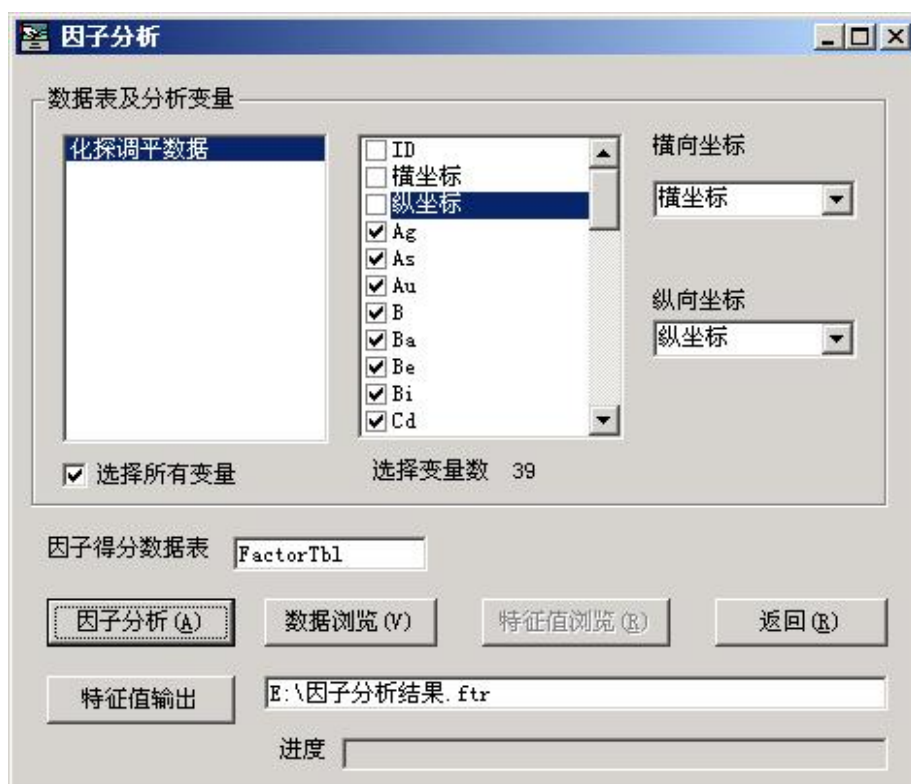 因子分析
数据表及分析变量
化探调平数据
ID
横坐标
纵坐标
Ag
As
Au
B
Ba
Be
Bi
Cd
横向坐标
横坐标
纵向坐标
纵坐标
选择所有变量
选择变量数 39
因子得分数据表 FactorTbl
因子分析(A) 数据浏览(V) 特征值浏览(R) 返回(R)
特征值输出 E:\因子分析结果.ftr
进度